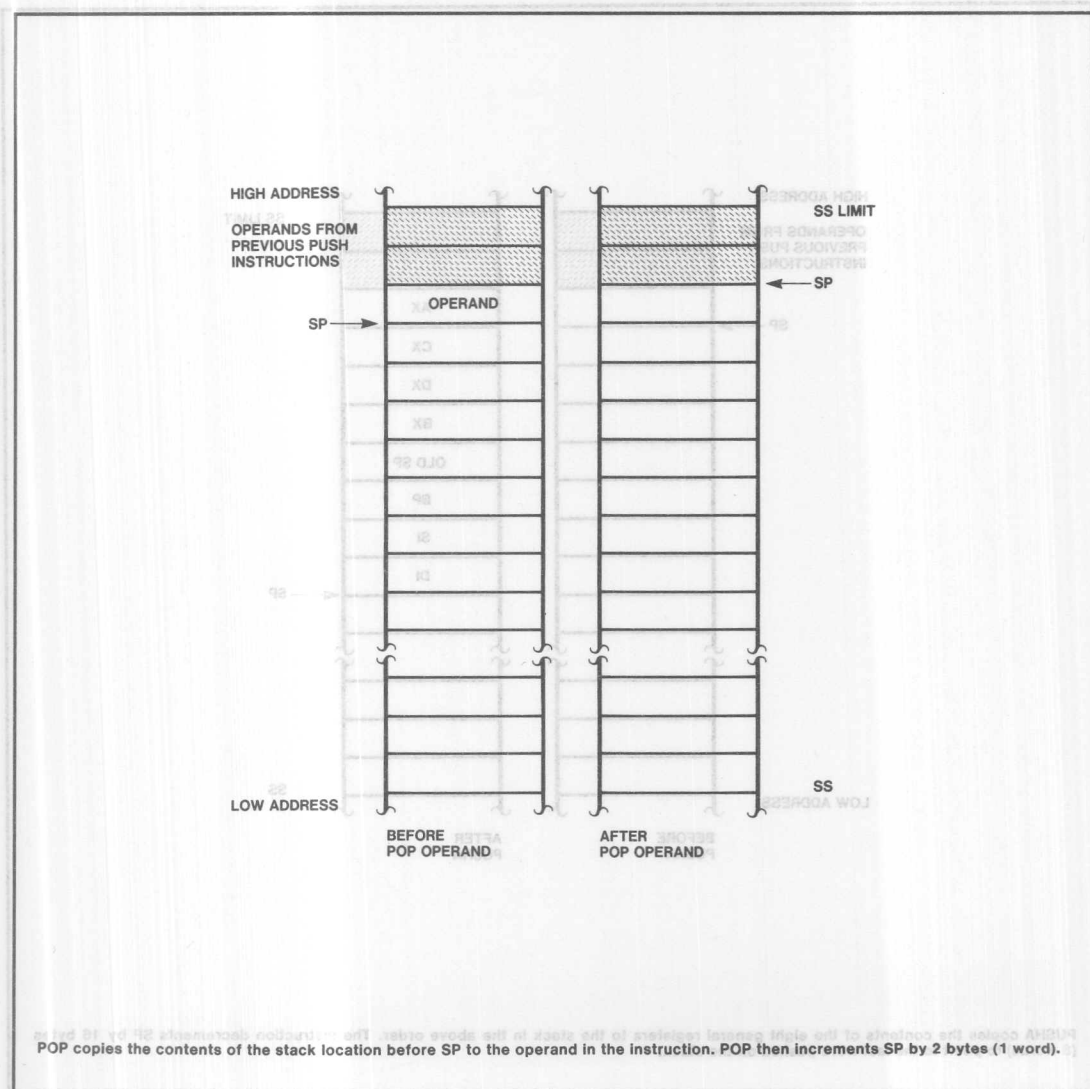 HIGH ADDRESS
SS LIMIT
OPERANDS FROM
PREVIOUS PUSH
INSTRUCTIONS
SP
OPERAND
SP
LOW ADDRESS
SS
BEFORE
POP OPERAND
AFTER
POP OPERAND
POP copies the contents of the stack location before SP to the operand in the instruction. POP then increments SP by 2 bytes (1 word).